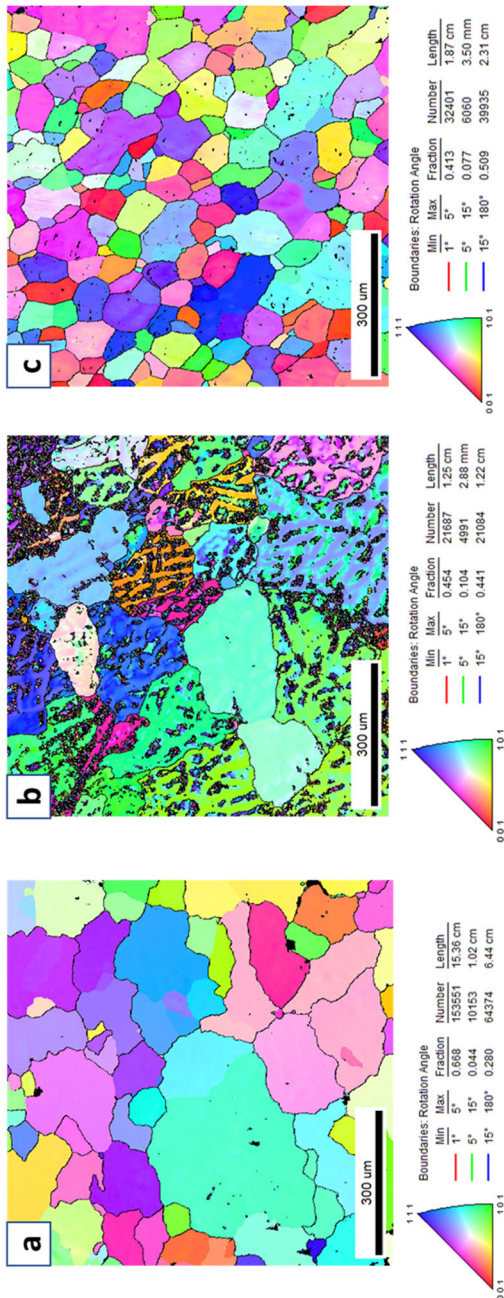 a
300 um
111
001
101
Boundaries: Rotation Angle
Min Max Fraction Number Length
1° 5° 0.668 153551 15.36 cm
5° 15° 0.044 10153 1.02 cm
15° 180° 0.280 64374 6.44 cm
b
300 um
111
001
101
Boundaries: Rotation Angle
Min Max Fraction Number Length
1° 5° 0.454 21687 1.25 cm
5° 15° 0.104 4991 2.88 mm
15° 180° 0.441 21084 1.22 cm
c
300 um
111
001
101
Boundaries: Rotation Angle
Min Max Fraction Number Length
1° 5° 0.413 32401 1.87 cm
5° 15° 0.077 6060 3.50 mm
15° 180° 0.509 39935 2.31 cm